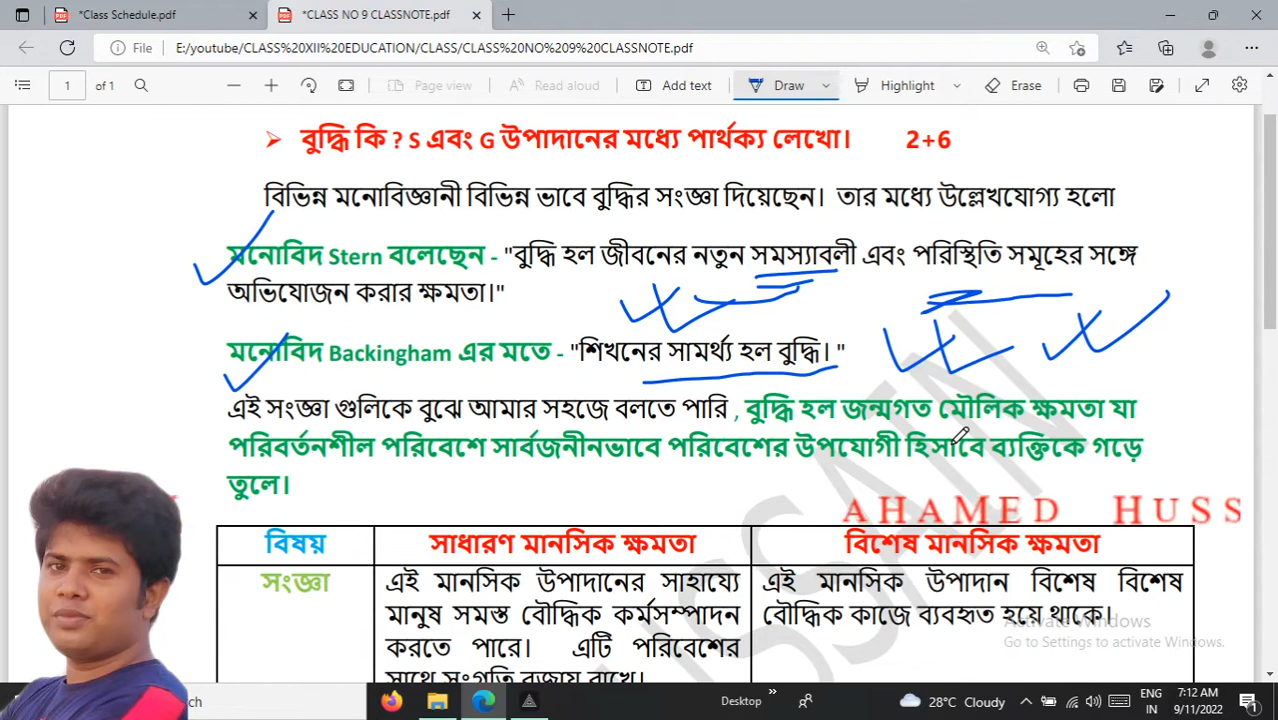 *Class Schedule.pdf
*CLASS NO 9 CLASSNOTE.pdf
File E:/youtube/CLASS%20XII%20EDUCATION/CLASS/CLASS%20NO%209%20CLASSNOTE.pdf
1 of 1 Page view Read aloud Add text Draw Highlight Erase
বুদ্ধি কি ? S এবং G উপাদানের মধ্যে পার্থক্য লেখো। 2+6
বিভিন্ন মনোবিজ্ঞানী বিভিন্ন ভাবে বুদ্ধির সংজ্ঞা দিয়েছেন। তার মধ্যে উল্লেখযোগ্য হলো
মনোবিদ Stern বলেছেন - "বুদ্ধি হল জীবনের নতুন সমস্যাবলী এবং পরিস্থিতি সমূহের সঙ্গে
অভিযোজন করার ক্ষমতা।"
মনোবিদ Backingham এর মতে - "শিখনের সামর্থ্য হল বুদ্ধি। "
এই সংজ্ঞা গুলিকে বুঝে আমার সহজে বলতে পারি , বুদ্ধি হল জন্মগত মৌলিক ক্ষমতা যা
পরিবর্তনশীল পরিবেশে সার্বজনীনভাবে পরিবেশের উপযোগী হিসাবে ব্যক্তিকে গড়ে
তুলে।
AHAMED HUSS
SSAIN
বিষয় সাধারণ মানসিক ক্ষমতা বিশেষ মানসিক ক্ষমতা
সংজ্ঞা
এই মানসিক উপাদানের সাহায্যে
মানুষ সমস্ত বৌদ্ধিক কর্মসম্পাদন
করতে পারে। এটি পরিবেশের
সাথে সংগতি বজায় রাখে।
এই মানসিক উপাদান বিশেষ বিশেষ
বৌদ্ধিক কাজে ব্যবহৃত হয়ে থাকে।
Activate Windows
Go to Settings to activate Windows.
rch
Desktop
28°C Cloudy
ENG
IN
7:12 AM
9/11/2022
1